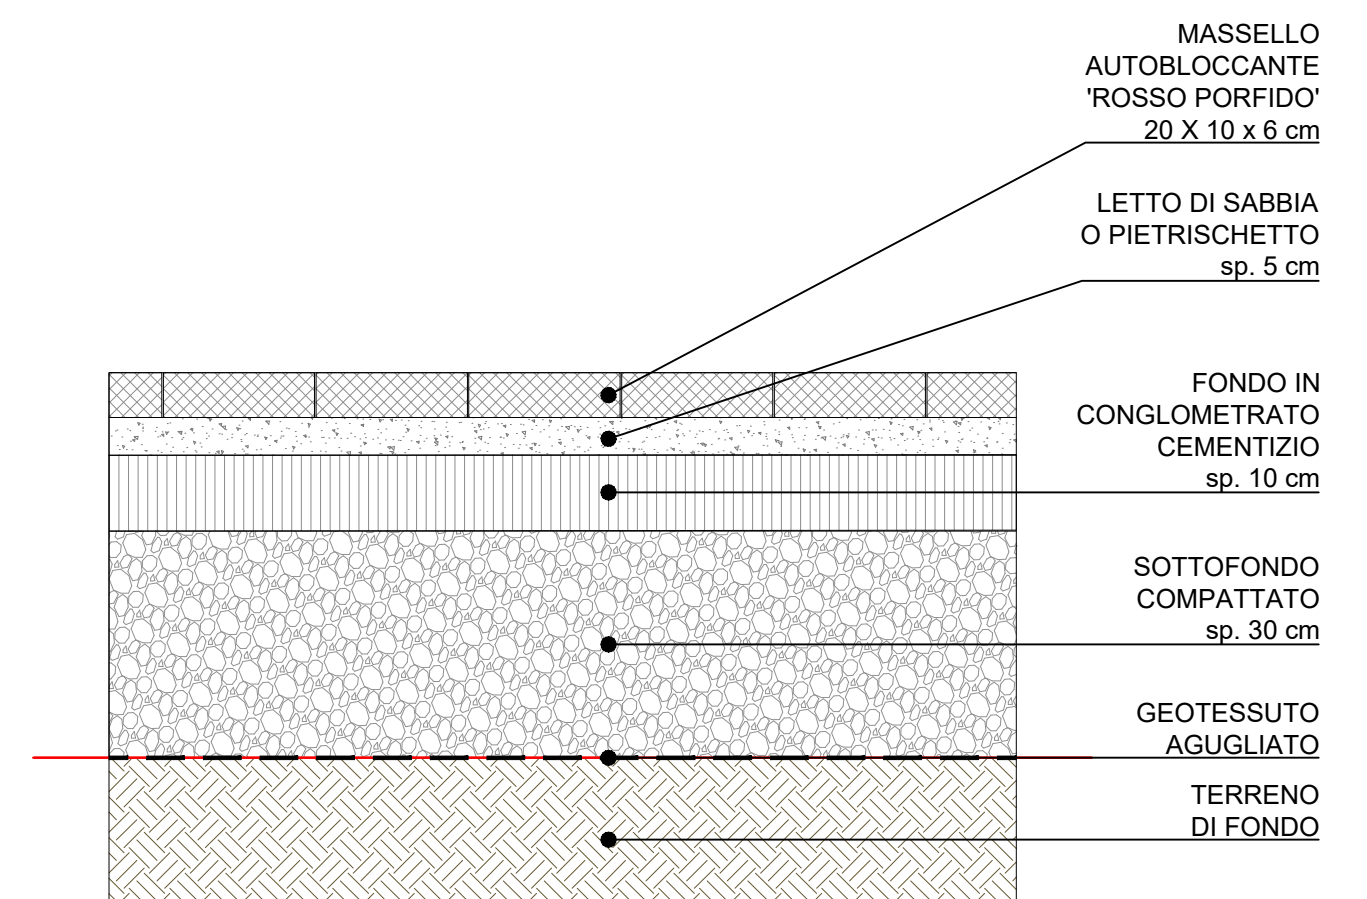 MASSELLO
AUTOBLOCCANTE
'ROSSO PORFIDO'
20 X 10 x 6 cm
LETTO DI SABBIA
O PIETRISCHETTO
sp. 5 cm
FONDO IN
CONGLOMETRATO
CEMENTIZIO
sp. 10 cm
SOTTOFONDO
COMPATTATO
sp. 30 cm
GEOTESSUTO
AGUGLIATO
TERRENO
DI FONDO